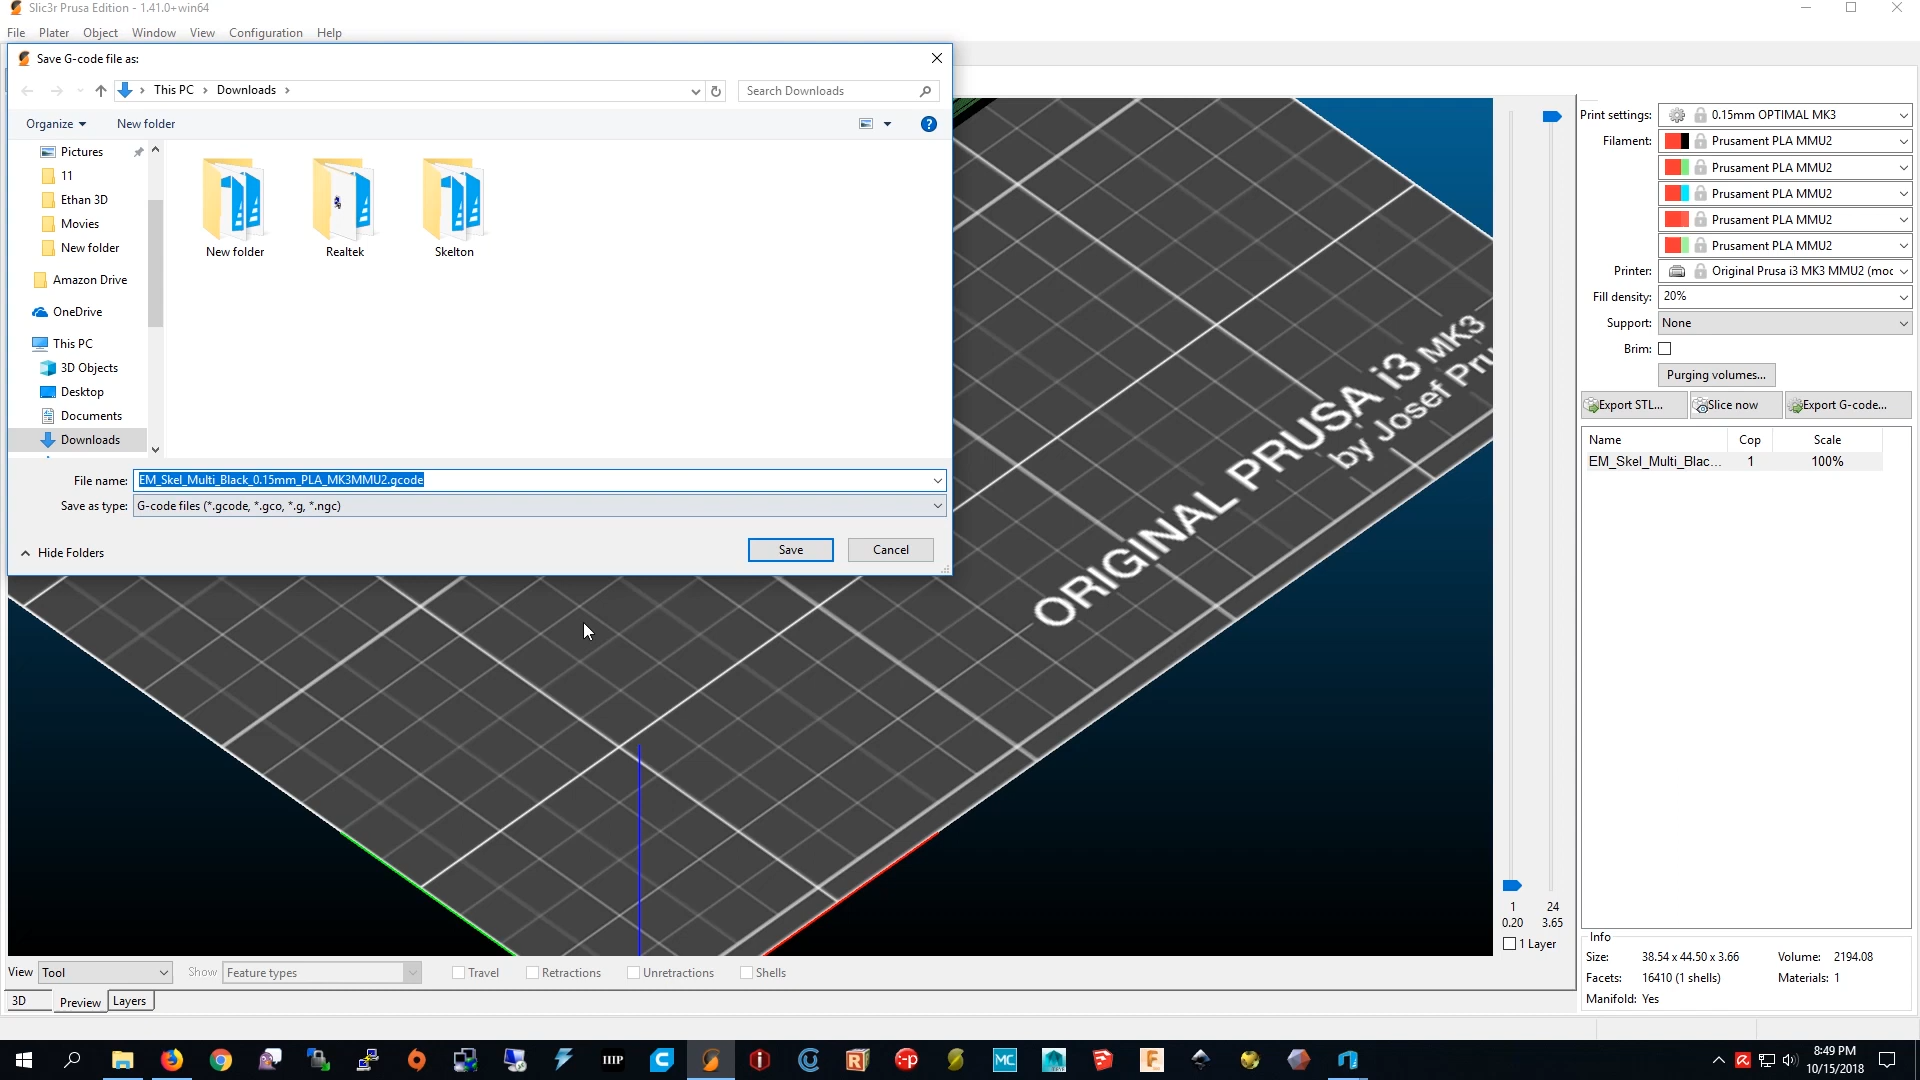 Slic3r Prusa Edition - 1.41.0+win64
File Plater Object Window View Configuration Help
Save G-code file as:
This PC > Downloads >
Search Downloads
Organize
New folder
Pictures
11
Ethan 3D
Movies
New folder
Amazon Drive
OneDrive
This PC
3D Objects
Desktop
Documents
Downloads
New folder
Realtek
Skelton
File name: EM_Skel_Multi_Black_0.15mm_PLA_MK3MMU2.gcode
Save as type: G-code files (*.gcode, *.gco, *.g, *.ngc)
Hide Folders
Save
Cancel
ORIGINAL PRUSA i3 MK3
by Josef Pru
Print settings: 0.15mm OPTIMAL MK3
Filament: Prusament PLA MMU2
Prusament PLA MMU2
Prusament PLA MMU2
Prusament PLA MMU2
Prusament PLA MMU2
Printer: Original Prusa i3 MK3 MMU2 (moc
Fill density: 20%
Support: None
Brim:
Purging volumes...
Export STL... Slice now Export G-code...
Name Cop Scale
EM_Skel_Multi_Blac... 1 100%
1 24
0.20 3.65
1 Layer
Info
Size: 38.54 x 44.50 x 3.66 Volume: 2194.08
Facets: 16410 (1 shells) Materials: 1
Manifold: Yes
View Tool Show Feature types Travel Retractions Unretractions Shells
3D Preview Layers
IIIP
MC
8:49 PM
10/15/2018